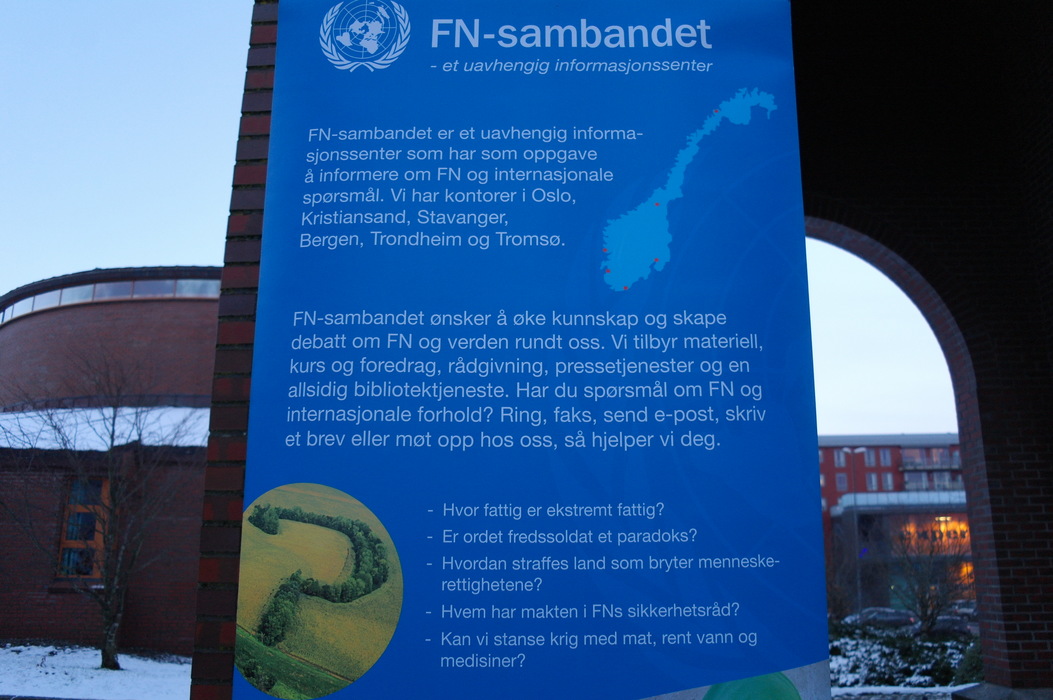 FN-sambandet
- et uavhengig informasjonssenter
FN-sambandet er et uavhengig informa-
sjonssenter som har som oppgave
å informere om FN og internasjonale
spørsmål. Vi har kontorer i Oslo,
Kristiansand, Stavanger,
Bergen, Trondheim og Tromsø.
FN-sambandet ønsker å øke kunnskap og skape
debatt om FN og verden rundt oss. Vi tilbyr materiell,
kurs og foredrag, rådgivning, pressetjenester og en
allsidig bibliotektjeneste. Har du spørsmål om FN og
internasjonale forhold? Ring, faks, send e-post, skriv
et brev eller møt opp hos oss, så hjelper vi deg.
- Hvor fattig er ekstremt fattig?
- Er ordet fredssoldat et paradoks?
- Hvordan straffes land som bryter menneske-
rettighetene?
- Hvem har makten i FNs sikkerhetsråd?
- Kan vi stanse krig med mat, rent vann og
medisiner?